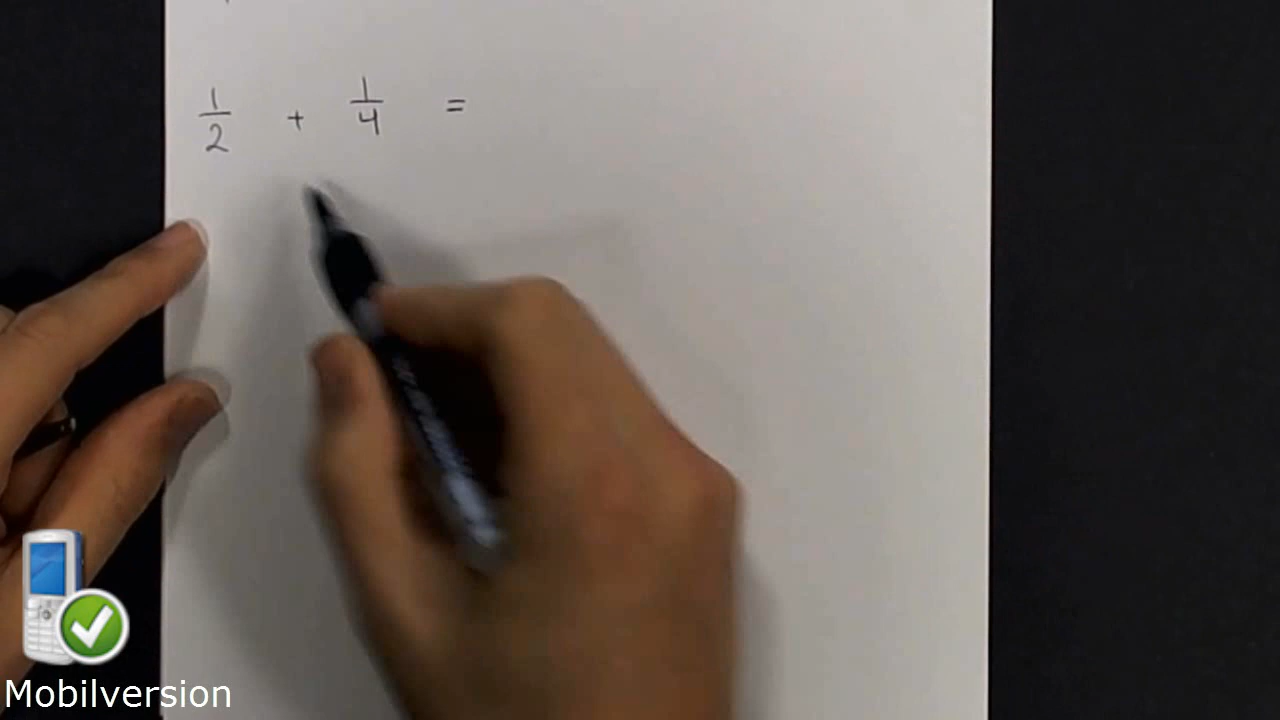 1/2 + 1/4 =
Mobilversion